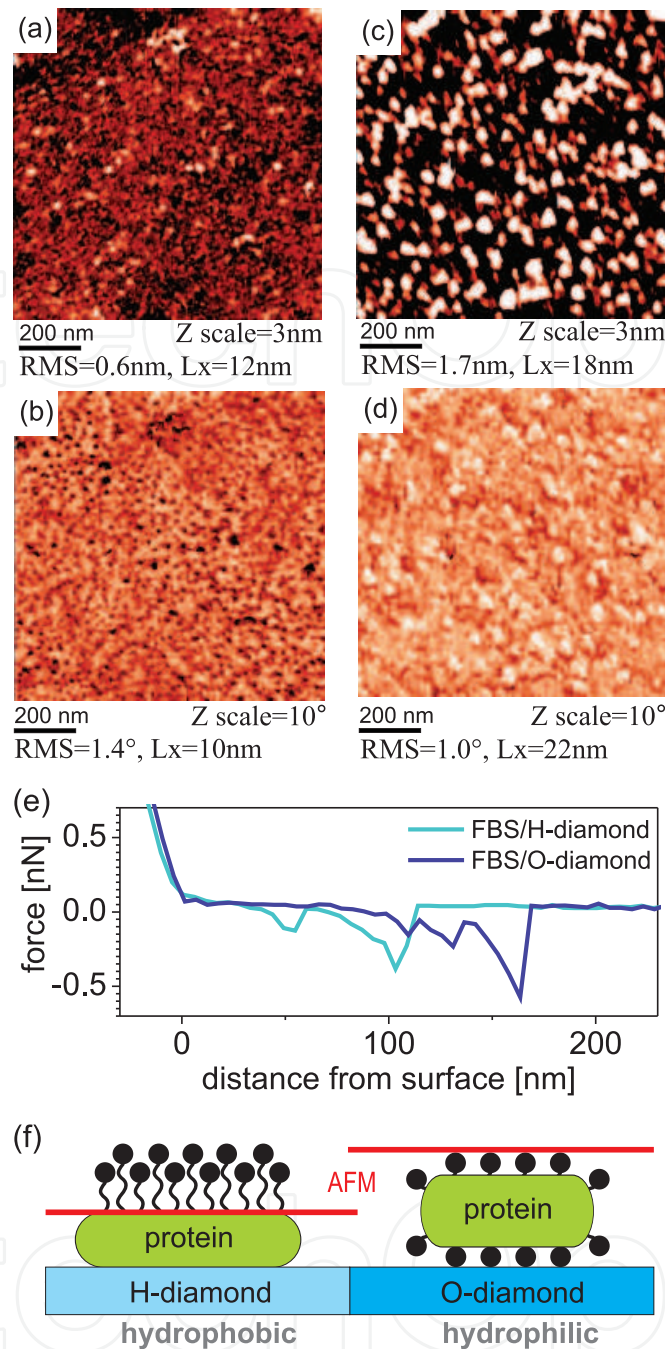 (a)
200 nm
Z scale=3nm
RMS=0.6nm, Lx=12nm
(c)
200 nm
Z scale=3nm
RMS=1.7nm, Lx=18nm
(b)
200 nm
Z scale=10°
RMS=1.4°, Lx=10nm
(d)
200 nm
Z scale=10°
RMS=1.0°, Lx=22nm
(e)
FBS/H-diamond
FBS/O-diamond
0.5
0.0
-0.5
force [nN]
0 100 200
distance from surface [nm]
(f)
AFM
protein
protein
H-diamond
O-diamond
hydrophobic
hydrophilic